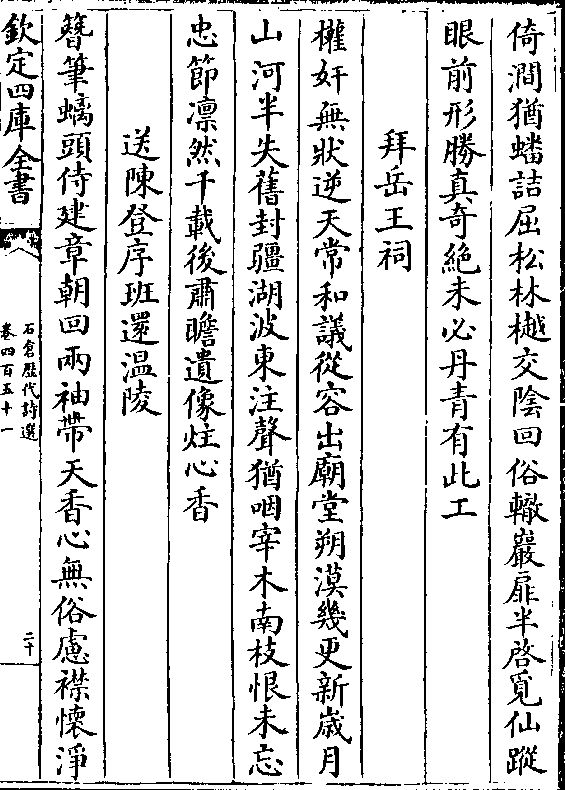 倚澗猶蟠詰屈松林樾交陰回俗轍巖扉半啓覓仙蹤
眼前形勝真奇絶未必丹青有此工
拜岳王祠
權奸無狀逆天常和議從容出廟堂朔漠幾更新歲月
山河半失舊封疆湖波東注聲猶咽宰木南枝恨未忘
忠節凛然千載後肅瞻遺像炷心香
送陳登序班還温陵
簪筆螭頭侍建章朝回兩袖帶天香心無俗慮襟懷淨
欽定四庫全書
石倉歷代詩選
卷四百五十一
二十